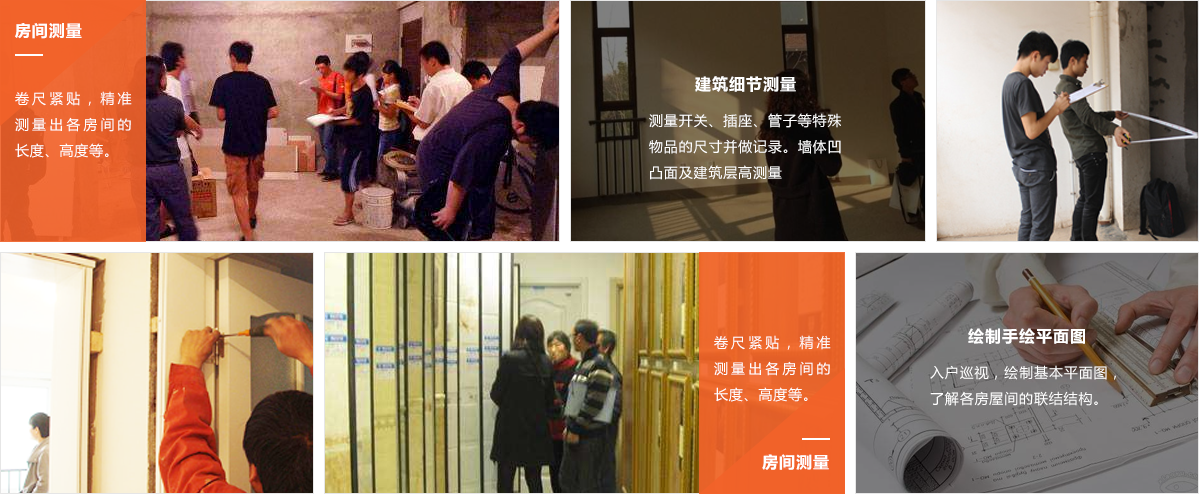 房间测量
卷尺紧贴，精准
测量出各房间的
长度、高度等。
建筑细节测量
测量开关、插座、管子等特殊
物品的尺寸并做记录。墙体凹
凸面及建筑层高测量
卷尺紧贴，精准
测量出各房间的
长度、高度等。
房间测量
绘制手绘平面图
入户巡视，绘制基本平面图，
了解各房屋间的联结结构。